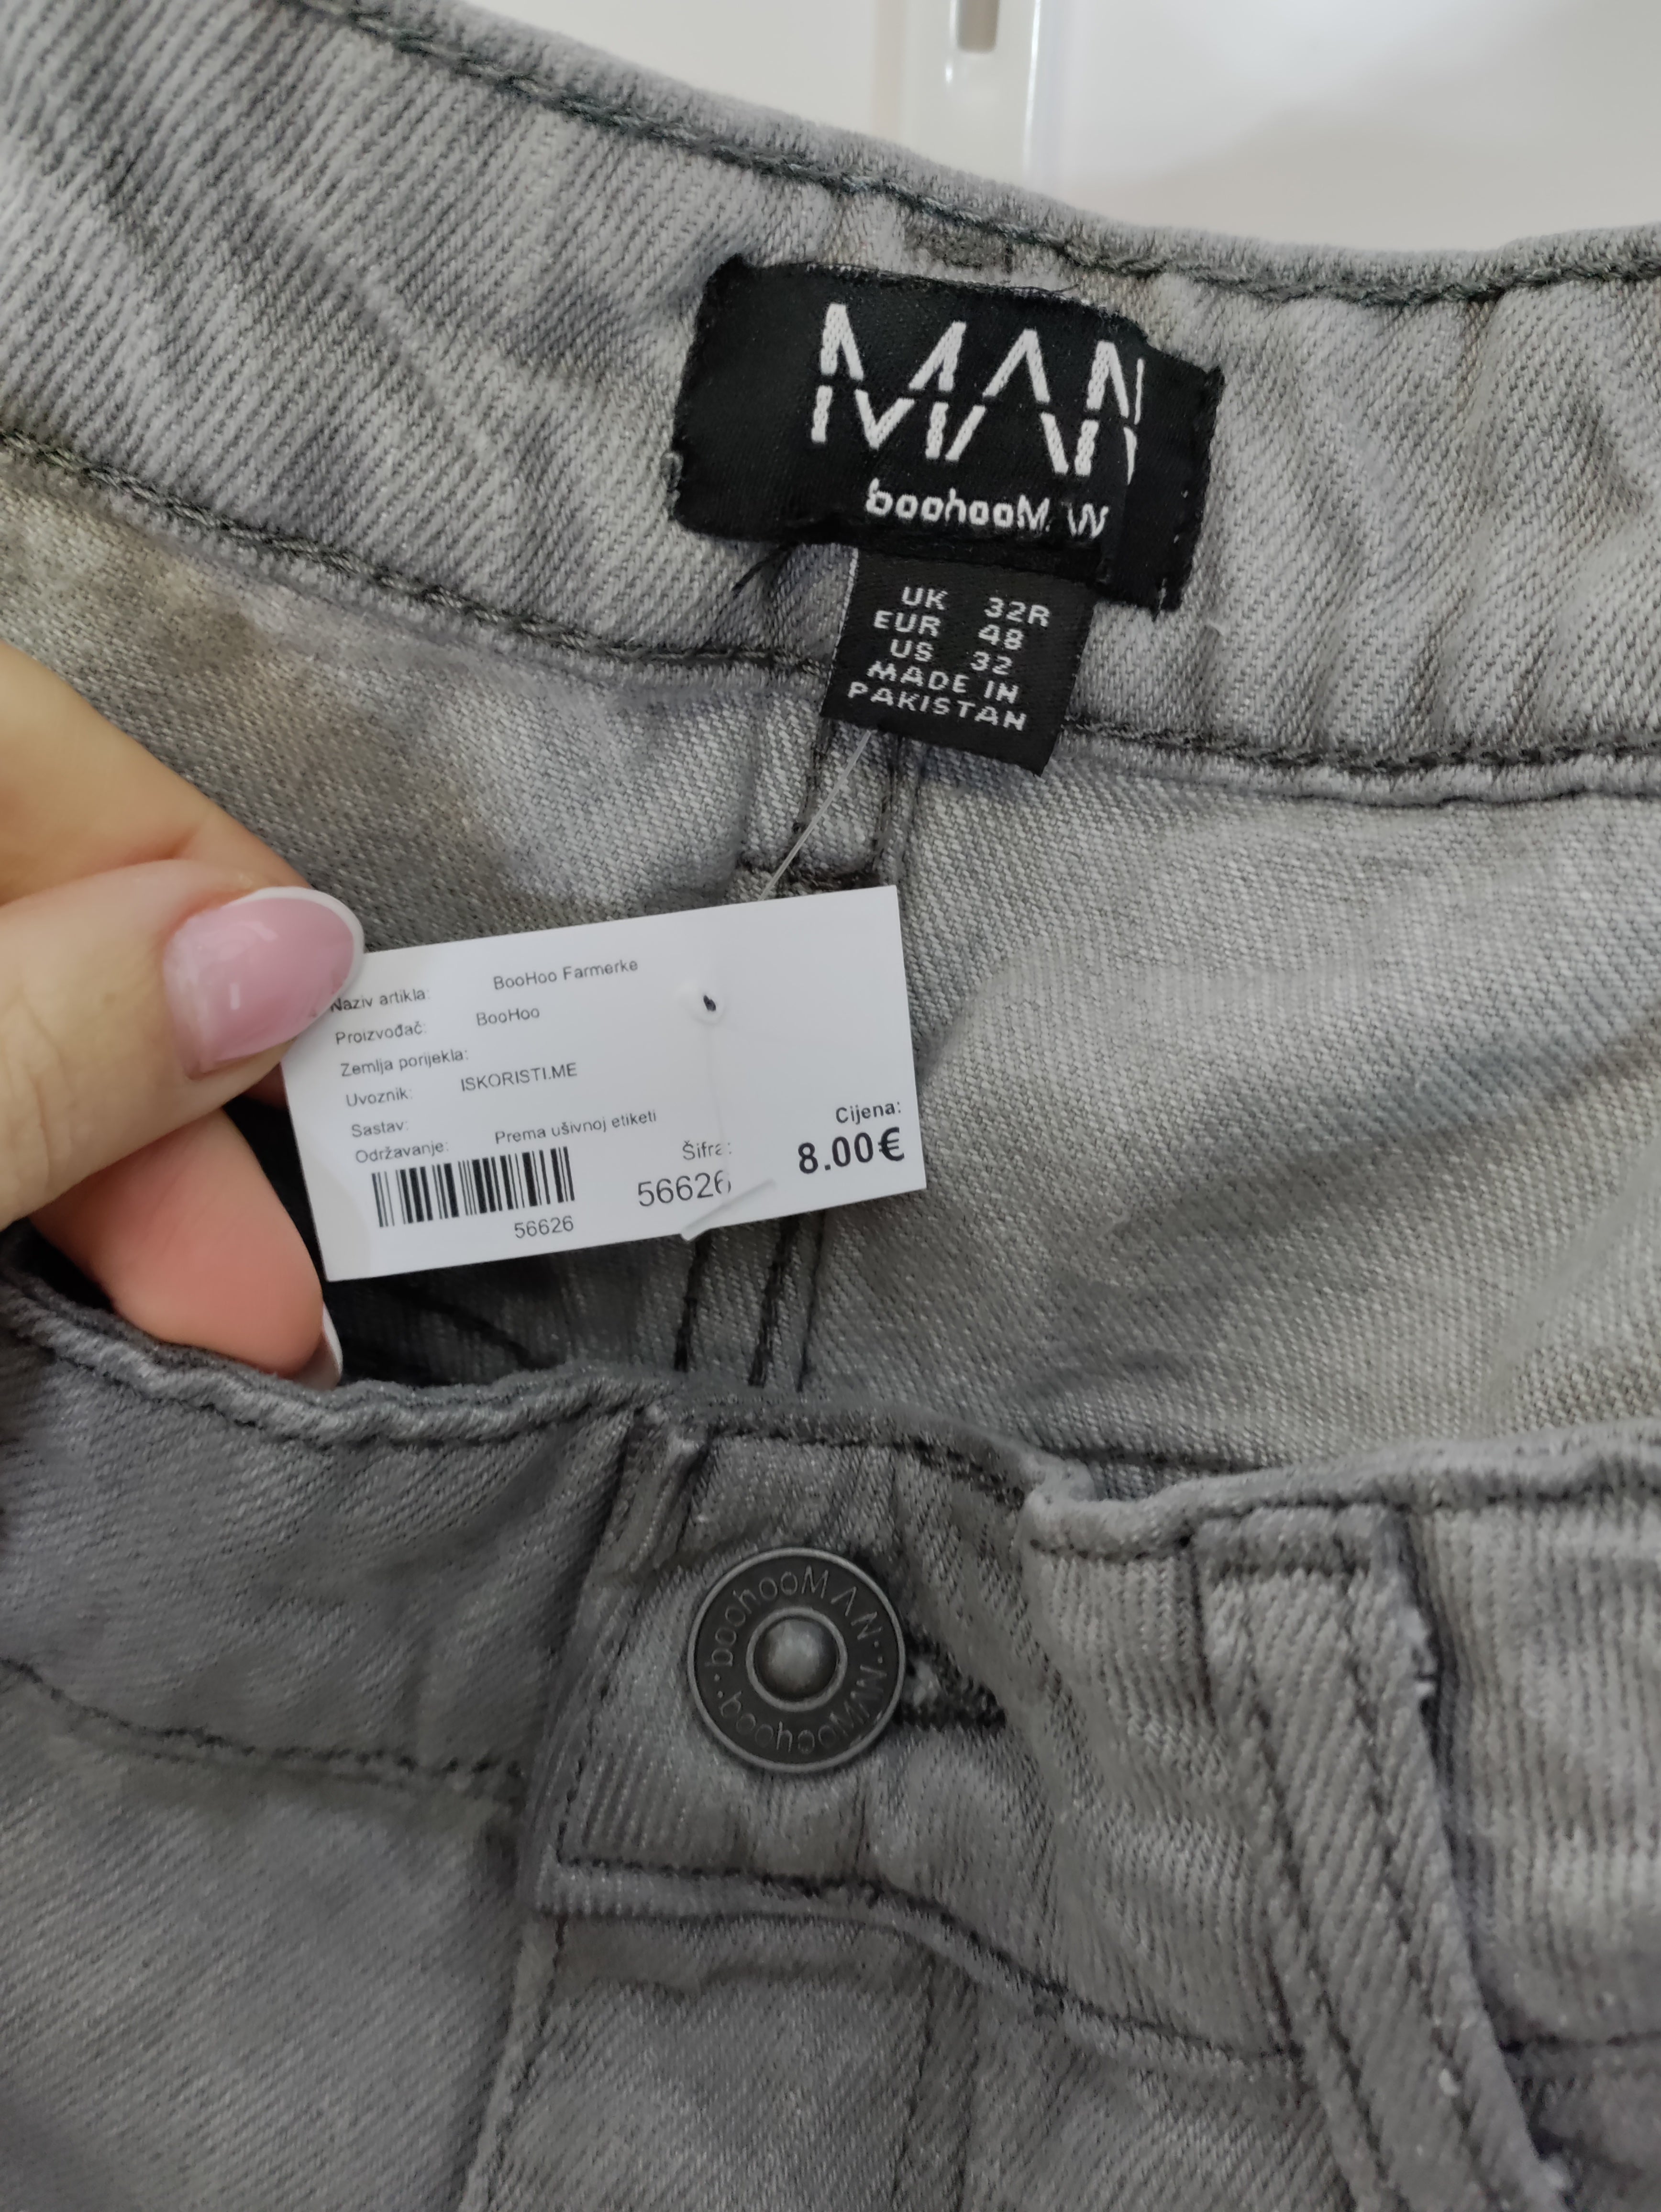 MAN
boohooMAN
UK 32R
EUR 48
US 32
MADE IN
PAKISTAN
Naziv artikla: BooHoo Farmerke
Proizvođač: BooHoo
Zemlja porijekla:
Uvoznik: ISKORISTI.ME
Sastav:
Održavanje: Prema ušivnoj etiketi
Šifra:
56626
56626
Cijena:
8.00€
boohooMAN
boohooMAN